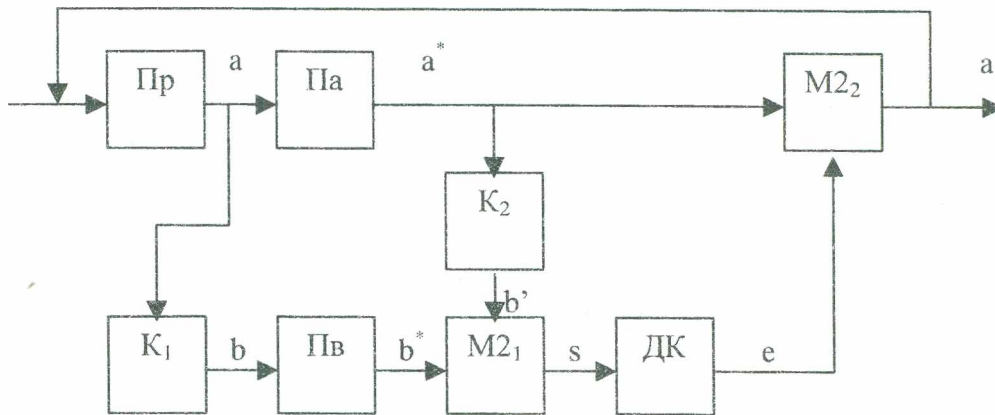 Пр a Па a* М2₂ a
К₂
b’
К₁ b Пв b* М2₁ s ДК e